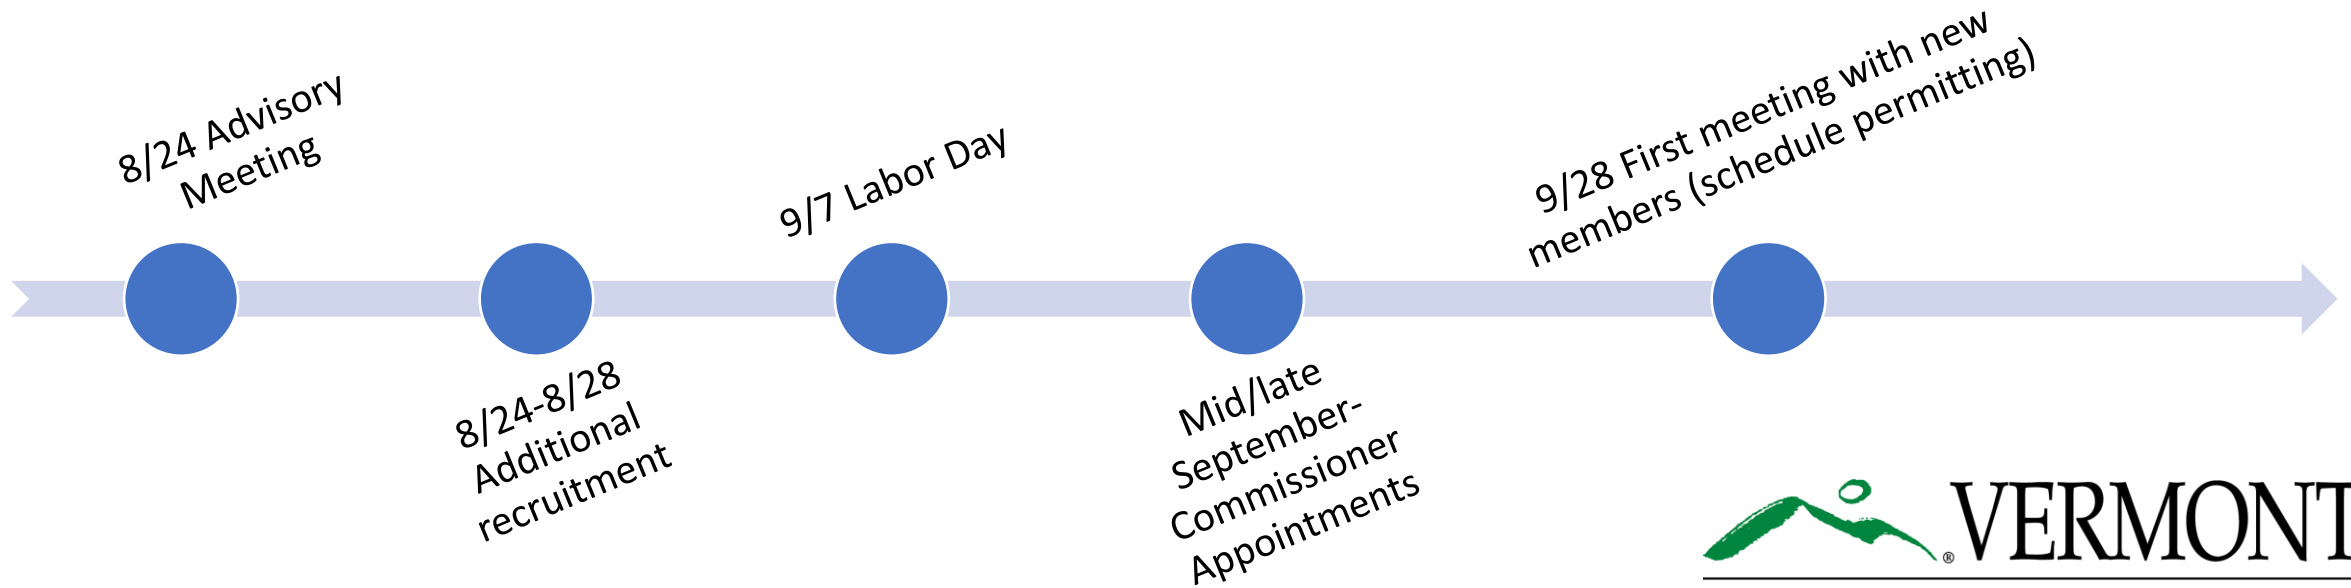 8/24 Advisory
Meeting
8/24-8/28
Additional
recruitment
9/7 Labor Day
Mid/late
September-
Commissioner
Appointments
9/28 First meeting with new
members (schedule permitting)
®VERMONT